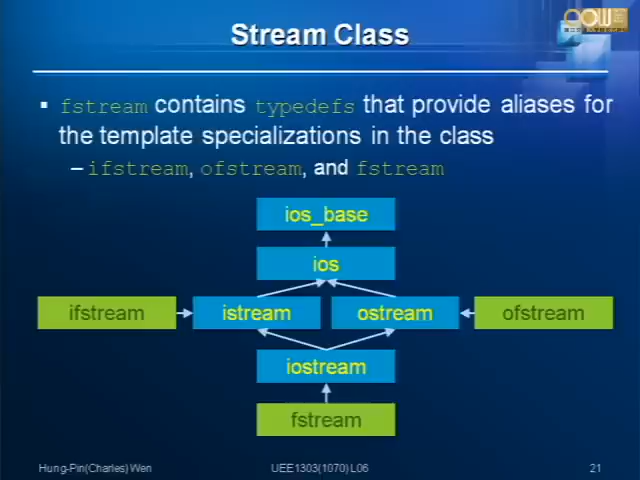 Stream Class
▪ fstream contains typedefs that provide aliases for
the template specializations in the class
– ifstream, ofstream, and fstream
ios_base
ios
ifstream
istream
ostream
ofstream
iostream
fstream
Hung-Pin(Charles) Wen
UEE1303(1070) L06
21